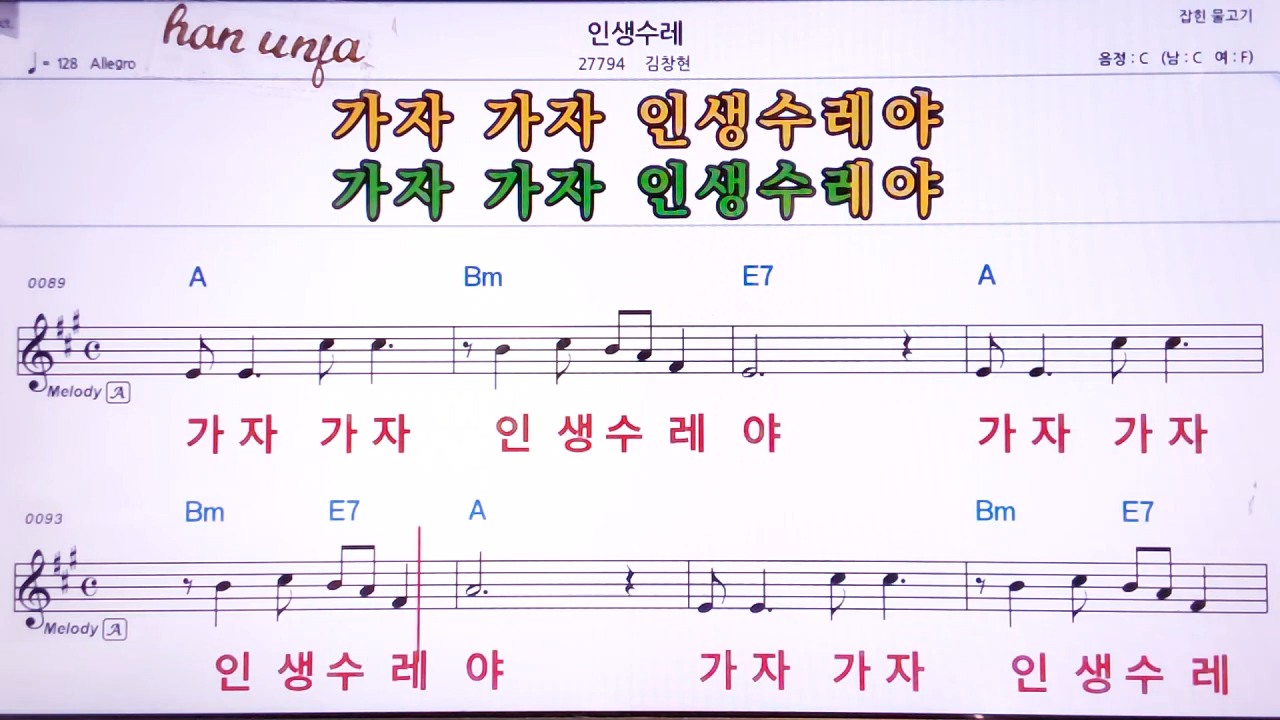 han unja
인생수레
잡힌 물고기
♩= 128 Allegro
27794 김창현
음정 : C (남 : C 여 : F)
가자 가자 인생수레야
가자 가자 인생수레야
0089
A Bm E7 A
Melody A
가 자 가 자 인 생 수 레 야 가 자 가 자
0093
Bm E7 A Bm E7
Melody A
인 생 수 레 야 가 자 가 자 인 생 수 레